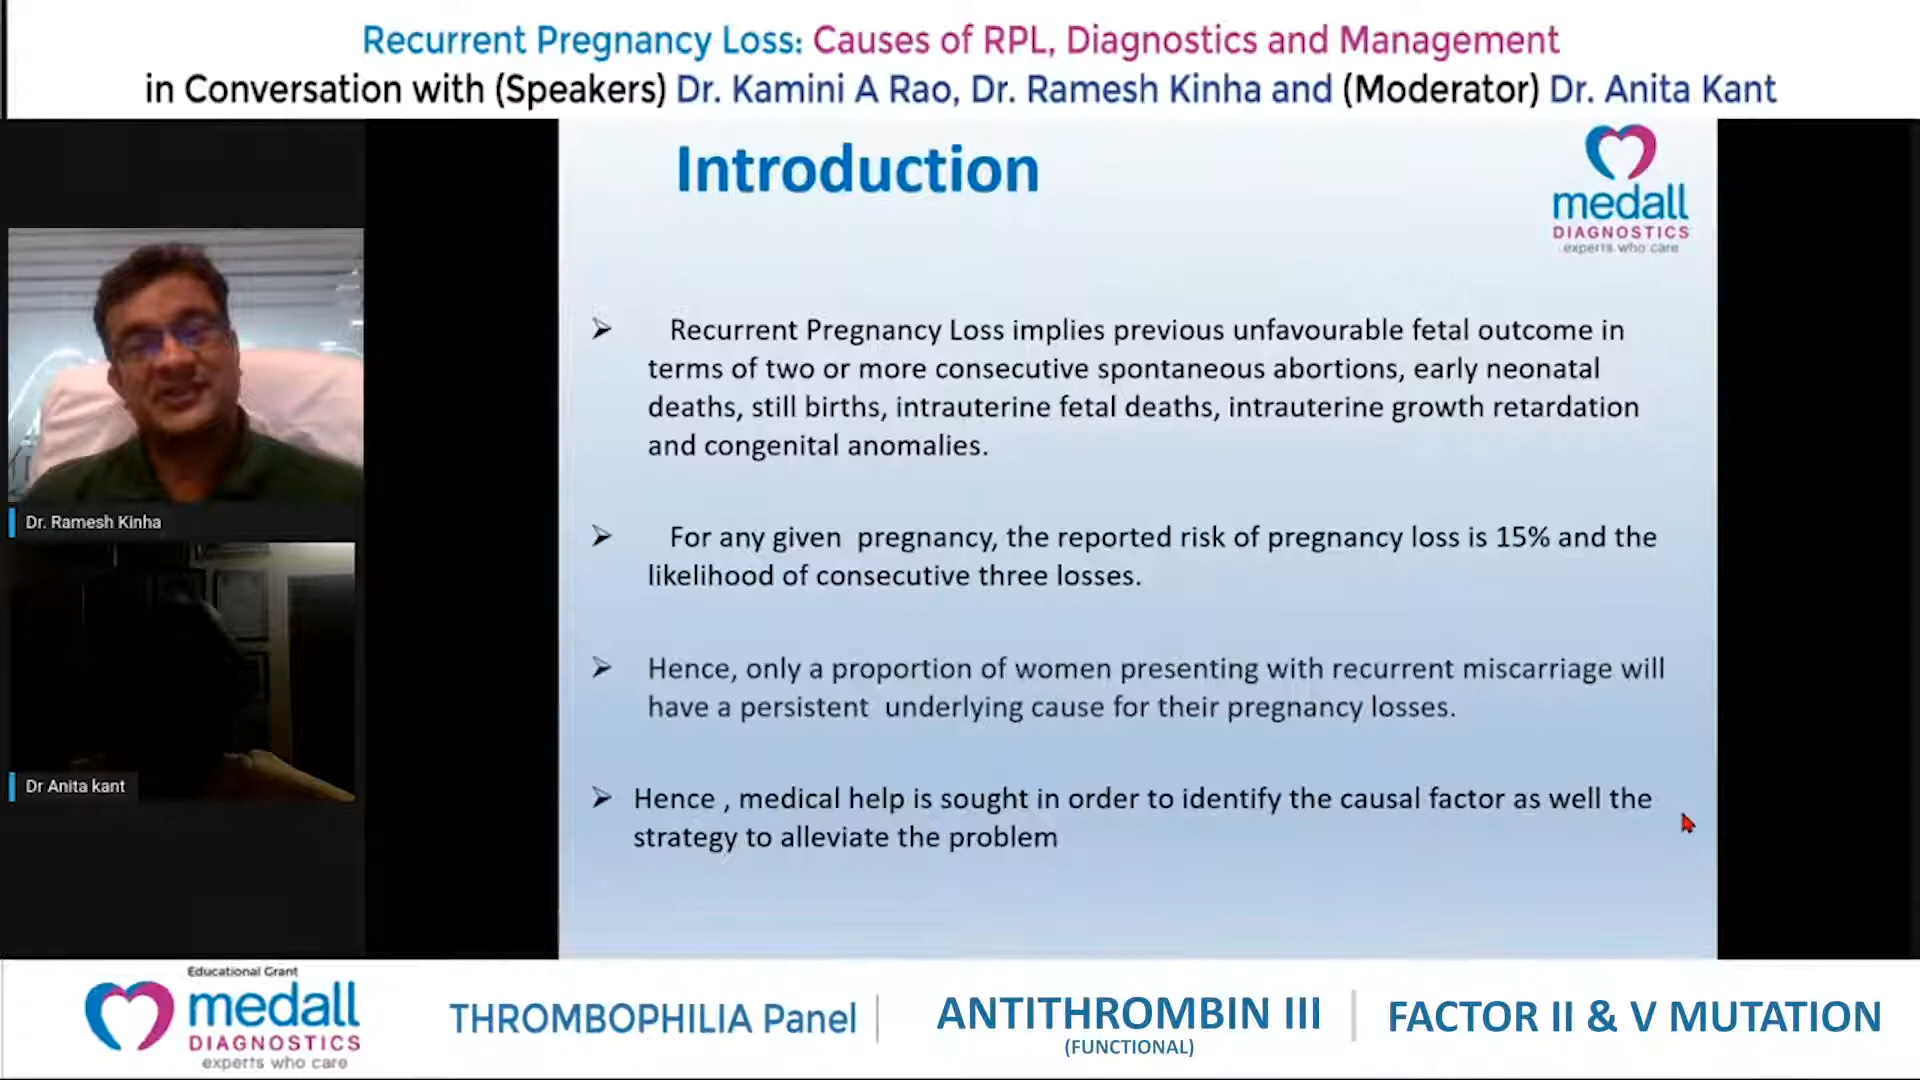 Recurrent Pregnancy Loss: Causes of RPL, Diagnostics and Management
in Conversation with (Speakers) Dr. Kamini A Rao, Dr. Ramesh Kinha and (Moderator) Dr. Anita Kant
Introduction
medall
DIAGNOSTICS
experts who care
➢ Recurrent Pregnancy Loss implies previous unfavourable fetal outcome in
terms of two or more consecutive spontaneous abortions, early neonatal
deaths, still births, intrauterine fetal deaths, intrauterine growth retardation
and congenital anomalies.
➢ For any given pregnancy, the reported risk of pregnancy loss is 15% and the
likelihood of consecutive three losses.
➢ Hence, only a proportion of women presenting with recurrent miscarriage will
have a persistent underlying cause for their pregnancy losses.
➢ Hence , medical help is sought in order to identify the causal factor as well the
strategy to alleviate the problem
Dr. Ramesh Kinha
Dr Anita kant
Educational Grant
medall
DIAGNOSTICS
experts who care
THROMBOPHILIA Panel
ANTITHROMBIN III
(FUNCTIONAL)
FACTOR II & V MUTATION